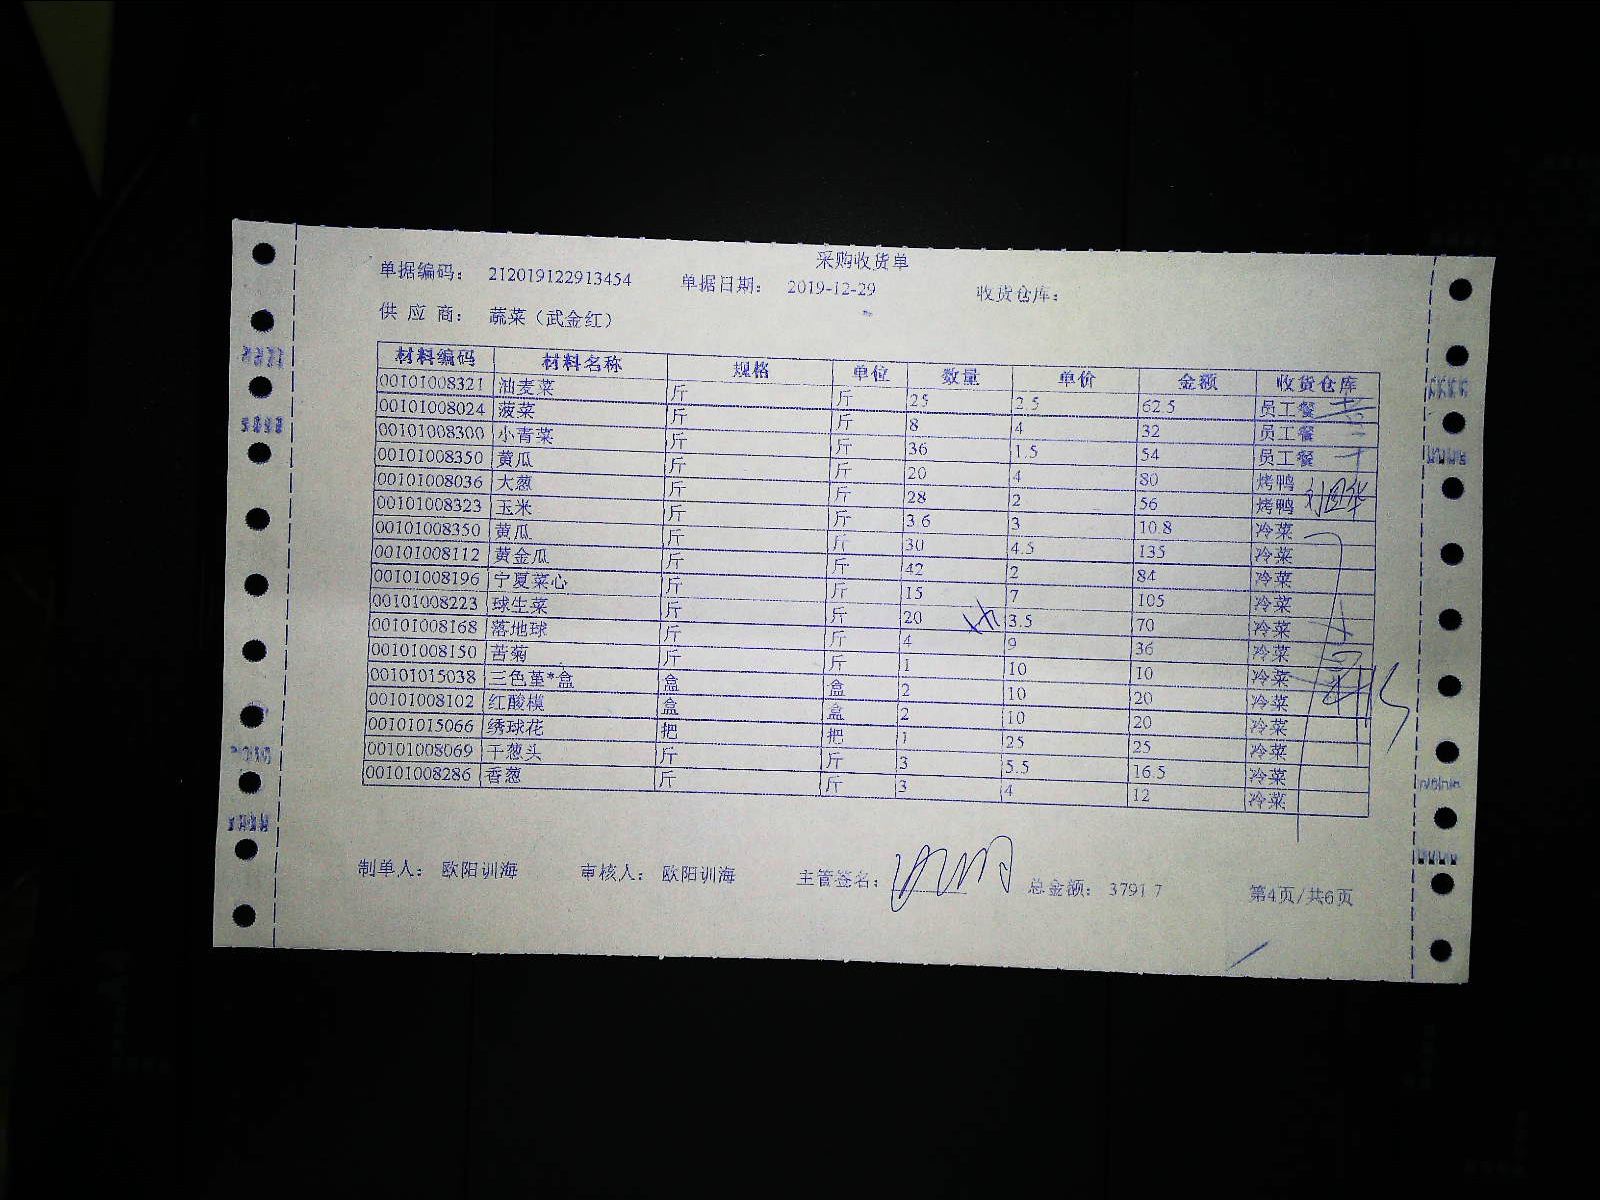 采购收货单
单据编码： 212019122913454 单据日期： 2019-12-29 收货仓库：
供 应 商： 蔬菜（武金红）
材料编码 材料名称 规格 单位 数量 单价 金额 收货仓库
00101008321 油麦菜 斤 斤 25 2.5 62.5 员工餐
00101008024 菠菜 斤 斤 8 4 32 员工餐
00101008300 小青菜 斤 斤 36 1.5 54 员工餐
00101008350 黄瓜 斤 斤 20 4 80 烤鸭
00101008036 大葱 斤 斤 28 2 56 烤鸭
00101008323 玉米 斤 斤 3.6 3 10.8 冷菜
00101008350 黄瓜 斤 斤 30 4.5 135 冷菜
00101008112 黄金瓜 斤 斤 42 2 84 冷菜
00101008196 宁夏菜心 斤 斤 15 7 105 冷菜
00101008223 球生菜 斤 斤 20 3.5 70 冷菜
00101008168 落地球 斤 斤 4 9 36 冷菜
00101008150 苦菊 斤 斤 1 10 10 冷菜
00101015038 三色堇*盒 盒 盒 2 10 20 冷菜
00101008102 红酸模 盒 盒 2 10 20 冷菜
00101015066 绣球花 把 把 1 25 25 冷菜
00101008069 干葱头 斤 斤 3 5.5 16.5 冷菜
00101008286 香葱 斤 斤 3 4 12 冷菜
制单人： 欧阳训海 审核人： 欧阳训海 主管签名： 总金额： 3791.7 第4页/共6页